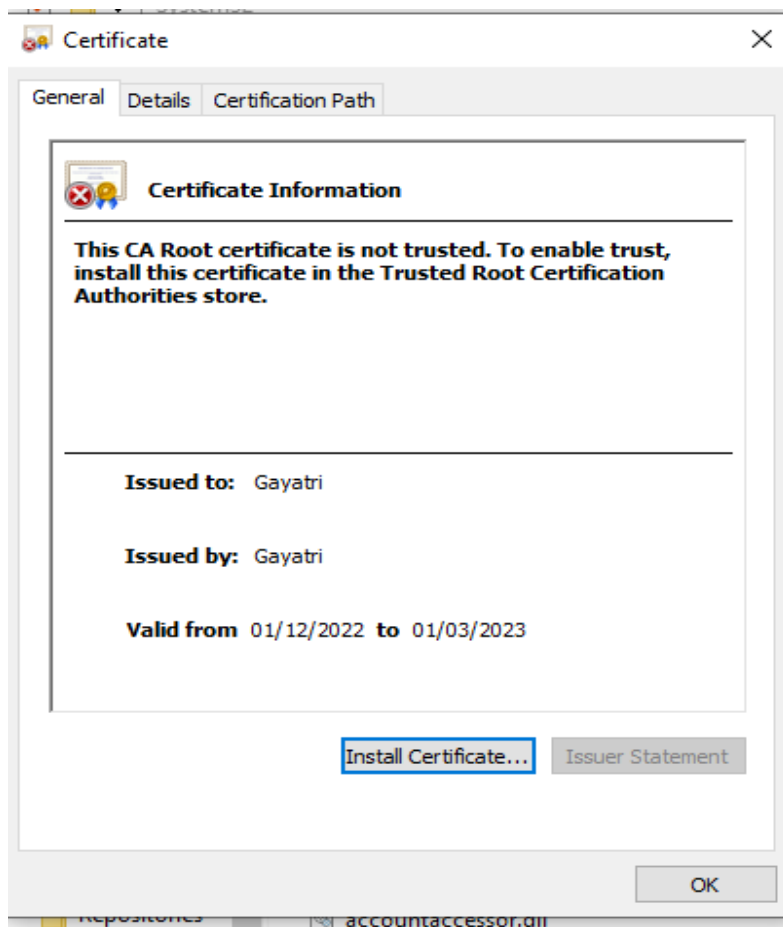 Certificate
General Details Certification Path
Certificate Information
This CA Root certificate is not trusted. To enable trust,
install this certificate in the Trusted Root Certification
Authorities store.
Issued to: Gayatri
Issued by: Gayatri
Valid from 01/12/2022 to 01/03/2023
Install Certificate... Issuer Statement
OK
Repositories accountaccessor.dll